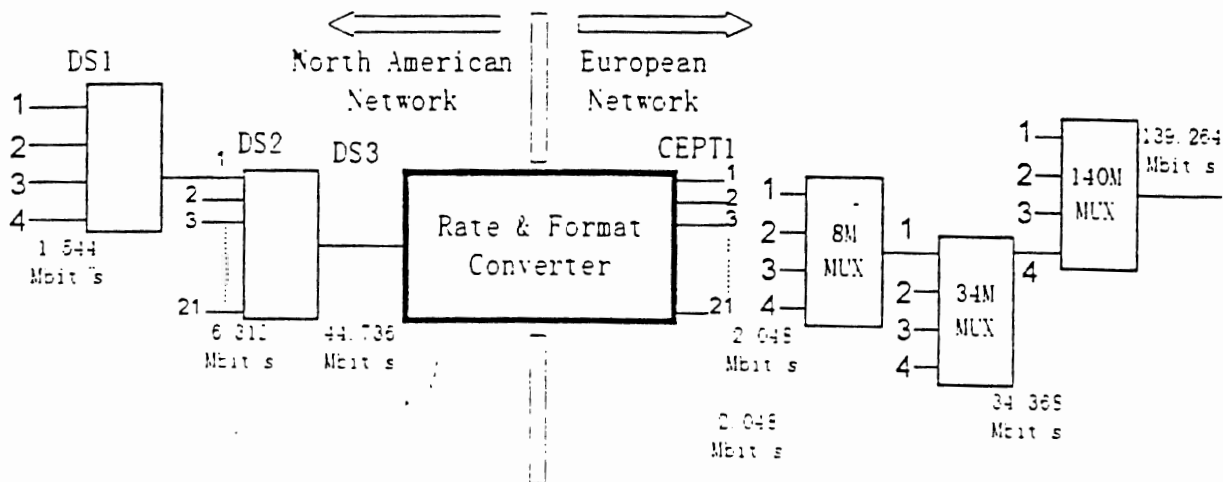 North American
Network
European
Network
DS1
1
2
3
4
1.544
Mbit/s
DS2
1
2
3
21
6.312
Mbit s
DS3
44.736
Mbit s
Rate & Format
Converter
CEPT1
1
2
3
21
2.048
Mbit s
2.048
Mbit s
1
2
3
4
8M
MUX
1
2
3
4
34M
MUX
34.368
Mbit s
1
2
3
4
140M
MUX
139.264
Mbit s